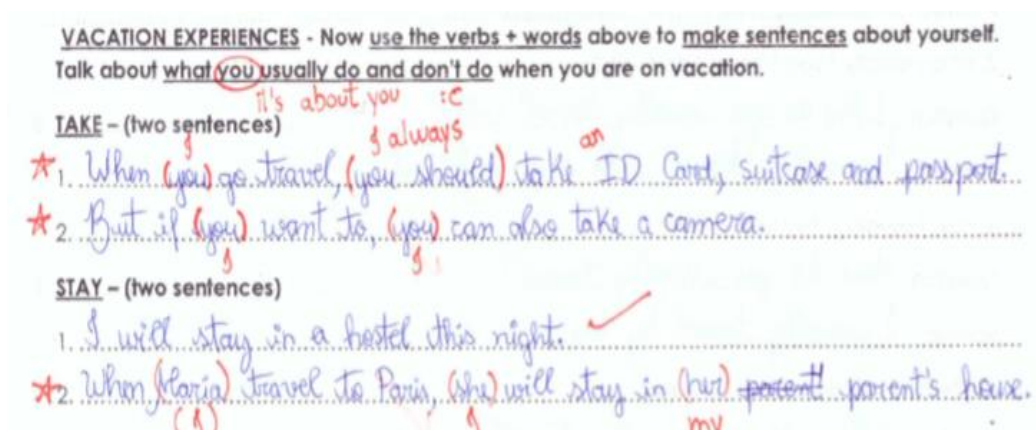 VACATION EXPERIENCES - Now use the verbs + words above to make sentences about yourself.
Talk about what you usually do and don't do when you are on vacation.
it's about you :c
TAKE – (two sentences)
I I always an
1. When (you) go travel, (you should) take ID Card, suitcase and passport.
2. But if (you) want to, (you) can also take a camera.
I I
STAY – (two sentences)
1. I will stay in a hostel this night.
2. When (Maria) travel to Paris, (she) will stay in (her) parent' parent's house.
(I) I my